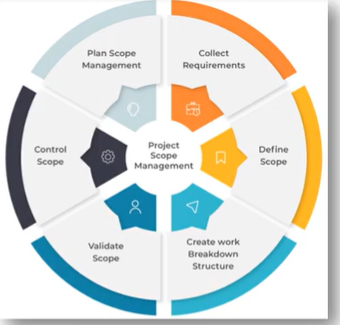 Plan Scope
Management
Collect
Requirements
Control
Scope
Project
Scope
Management
Define
Scope
Validate
Scope
Create work
Breakdown
Structure